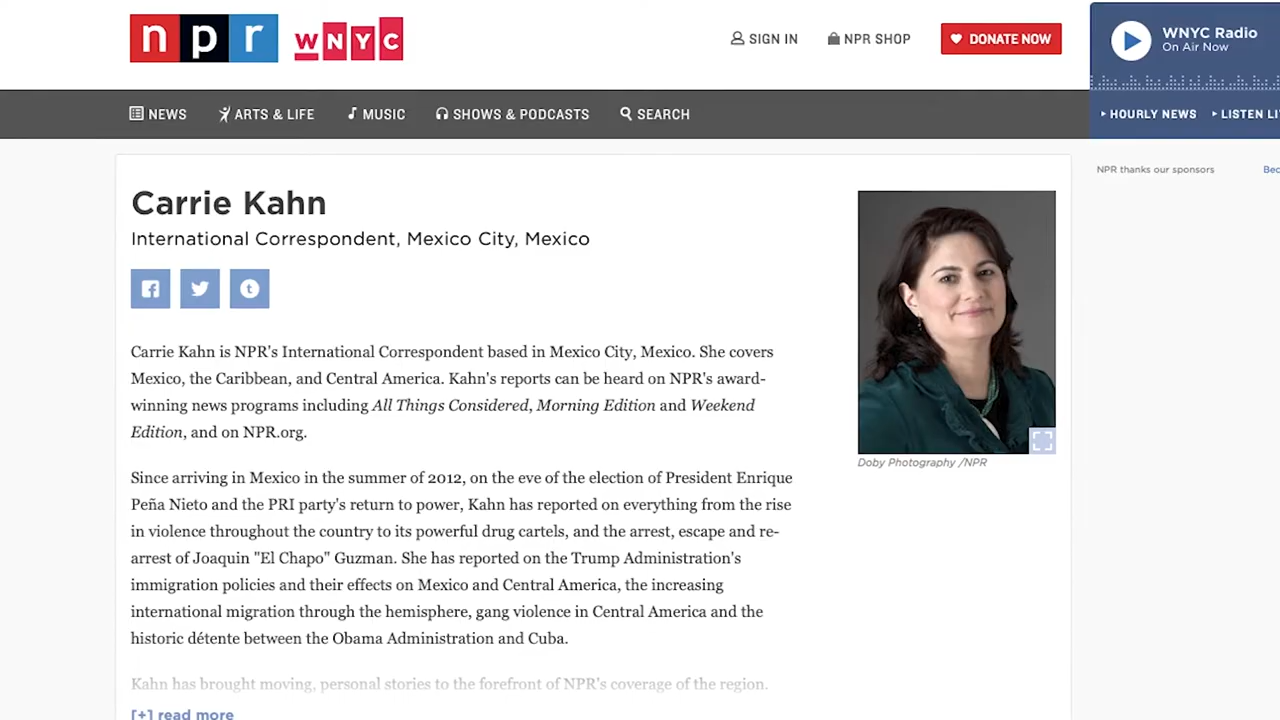 npr WNYC
SIGN IN
NPR SHOP
DONATE NOW
WNYC Radio
On Air Now
NEWS
ARTS & LIFE
MUSIC
SHOWS & PODCASTS
SEARCH
HOURLY NEWS
LISTEN LI
NPR thanks our sponsors
Bec
Carrie Kahn
International Correspondent, Mexico City, Mexico
Carrie Kahn is NPR's International Correspondent based in Mexico City, Mexico. She covers
Mexico, the Caribbean, and Central America. Kahn's reports can be heard on NPR's award-
winning news programs including All Things Considered, Morning Edition and Weekend
Edition, and on NPR.org.
Doby Photography /NPR
Since arriving in Mexico in the summer of 2012, on the eve of the election of President Enrique
Peña Nieto and the PRI party's return to power, Kahn has reported on everything from the rise
in violence throughout the country to its powerful drug cartels, and the arrest, escape and re-
arrest of Joaquin "El Chapo" Guzman. She has reported on the Trump Administration's
immigration policies and their effects on Mexico and Central America, the increasing
international migration through the hemisphere, gang violence in Central America and the
historic détente between the Obama Administration and Cuba.
Kahn has brought moving, personal stories to the forefront of NPR's coverage of the region.
[+] read more